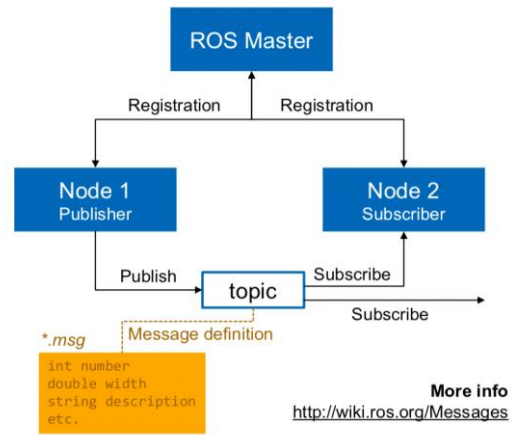 ROS Master
Registration
Registration
Node 1
Publisher
Node 2
Subscriber
Publish
topic
Subscribe
Subscribe
*.msg
Message definition
int number
double width
string description
etc.
More info
http://wiki.ros.org/Messages